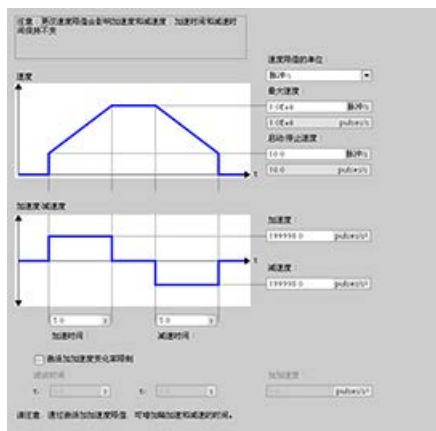 注意：更改速度限值会影响加速度和减速度；加速时间和减速时
间保持不变
速度限值的单位：
速度
脉冲/s
最大速度：
1.0E+6 脉冲/s
1.0E+6 pulses/s
启动/停止速度：
10.0 脉冲/s
10.0 pulses/s
t
加速度/减速度
加速度：
199998.0 pulses/s²
t
减速度：
199998.0 pulses/s²
5.0 s
5.0 s
加速时间：
减速时间：
激活加加速度变化率限制
滤波时间：
加加速度：
t₁: s
t₂: s
pulses/s³
请注意：通过激活加加速度限值，可增加轴加速和减速的时间。